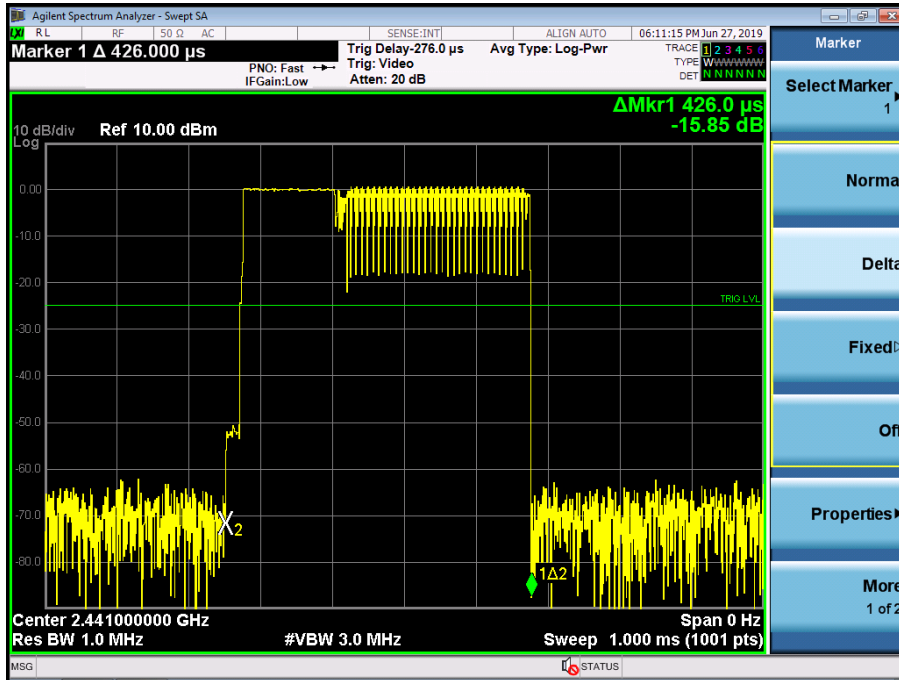 Agilent Spectrum Analyzer - Swept SA
LXI RL RF 50 Ω AC SENSE:INT ALIGN AUTO 06:11:15 PM Jun 27, 2019
Marker 1 Δ 426.000 µs
PNO: Fast
IFGain:Low
Trig Delay-276.0 µs
Trig: Video
Atten: 20 dB
Avg Type: Log-Pwr
TRACE 1 2 3 4 5 6
TYPE WWWWWW
DET N N N N N N
ΔMkr1 426.0 µs
-15.85 dB
10 dB/div Ref 10.00 dBm
Log
0.00
-10.0
-20.0
TRIG LVL
-30.0
-40.0
-50.0
-60.0
-70.0
2
-80.0
1Δ2
Center 2.441000000 GHz Span 0 Hz
Res BW 1.0 MHz #VBW 3.0 MHz Sweep 1.000 ms (1001 pts)
MSG STATUS
Marker
Select Marker
1
Norma
Delta
Fixed
Off
Properties
More
1 of 2